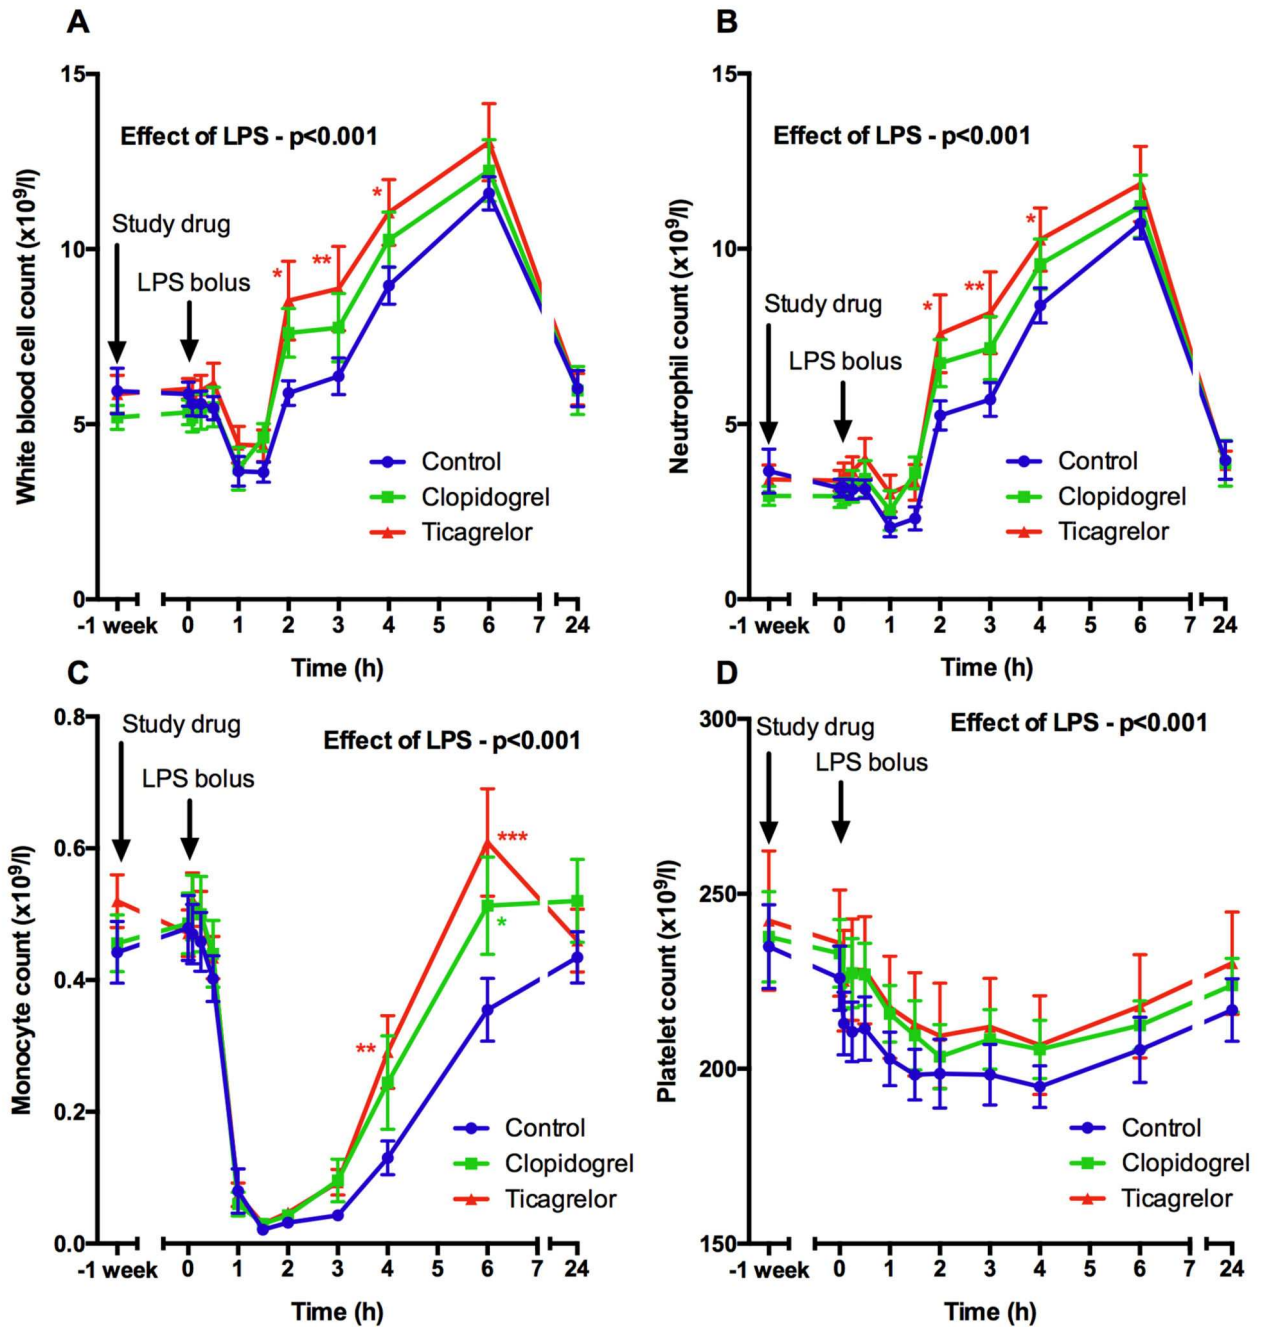 A
White blood cell count (x10⁹/l)
15
10
5
0
Effect of LPS - p<0.001
Study drug
LPS bolus
*
**
*
Control
Clopidogrel
Ticagrelor
-1 week 0 1 2 3 4 5 6 7 24
Time (h)
B
Neutrophil count (x10⁹/l)
15
10
5
0
Effect of LPS - p<0.001
Study drug
LPS bolus
*
**
*
Control
Clopidogrel
Ticagrelor
-1 week 0 1 2 3 4 5 6 7 24
Time (h)
C
Monocyte count (x10⁹/l)
0.8
0.6
0.4
0.2
0.0
Study drug
Effect of LPS - p<0.001
LPS bolus
***
*
**
Control
Clopidogrel
Ticagrelor
-1 week 0 1 2 3 4 5 6 7 24
Time (h)
D
Platelet count (x10⁹/l)
300
250
200
150
Effect of LPS - p<0.001
Study drug
LPS bolus
Control
Clopidogrel
Ticagrelor
-1 week 0 1 2 3 4 5 6 7 24
Time (h)